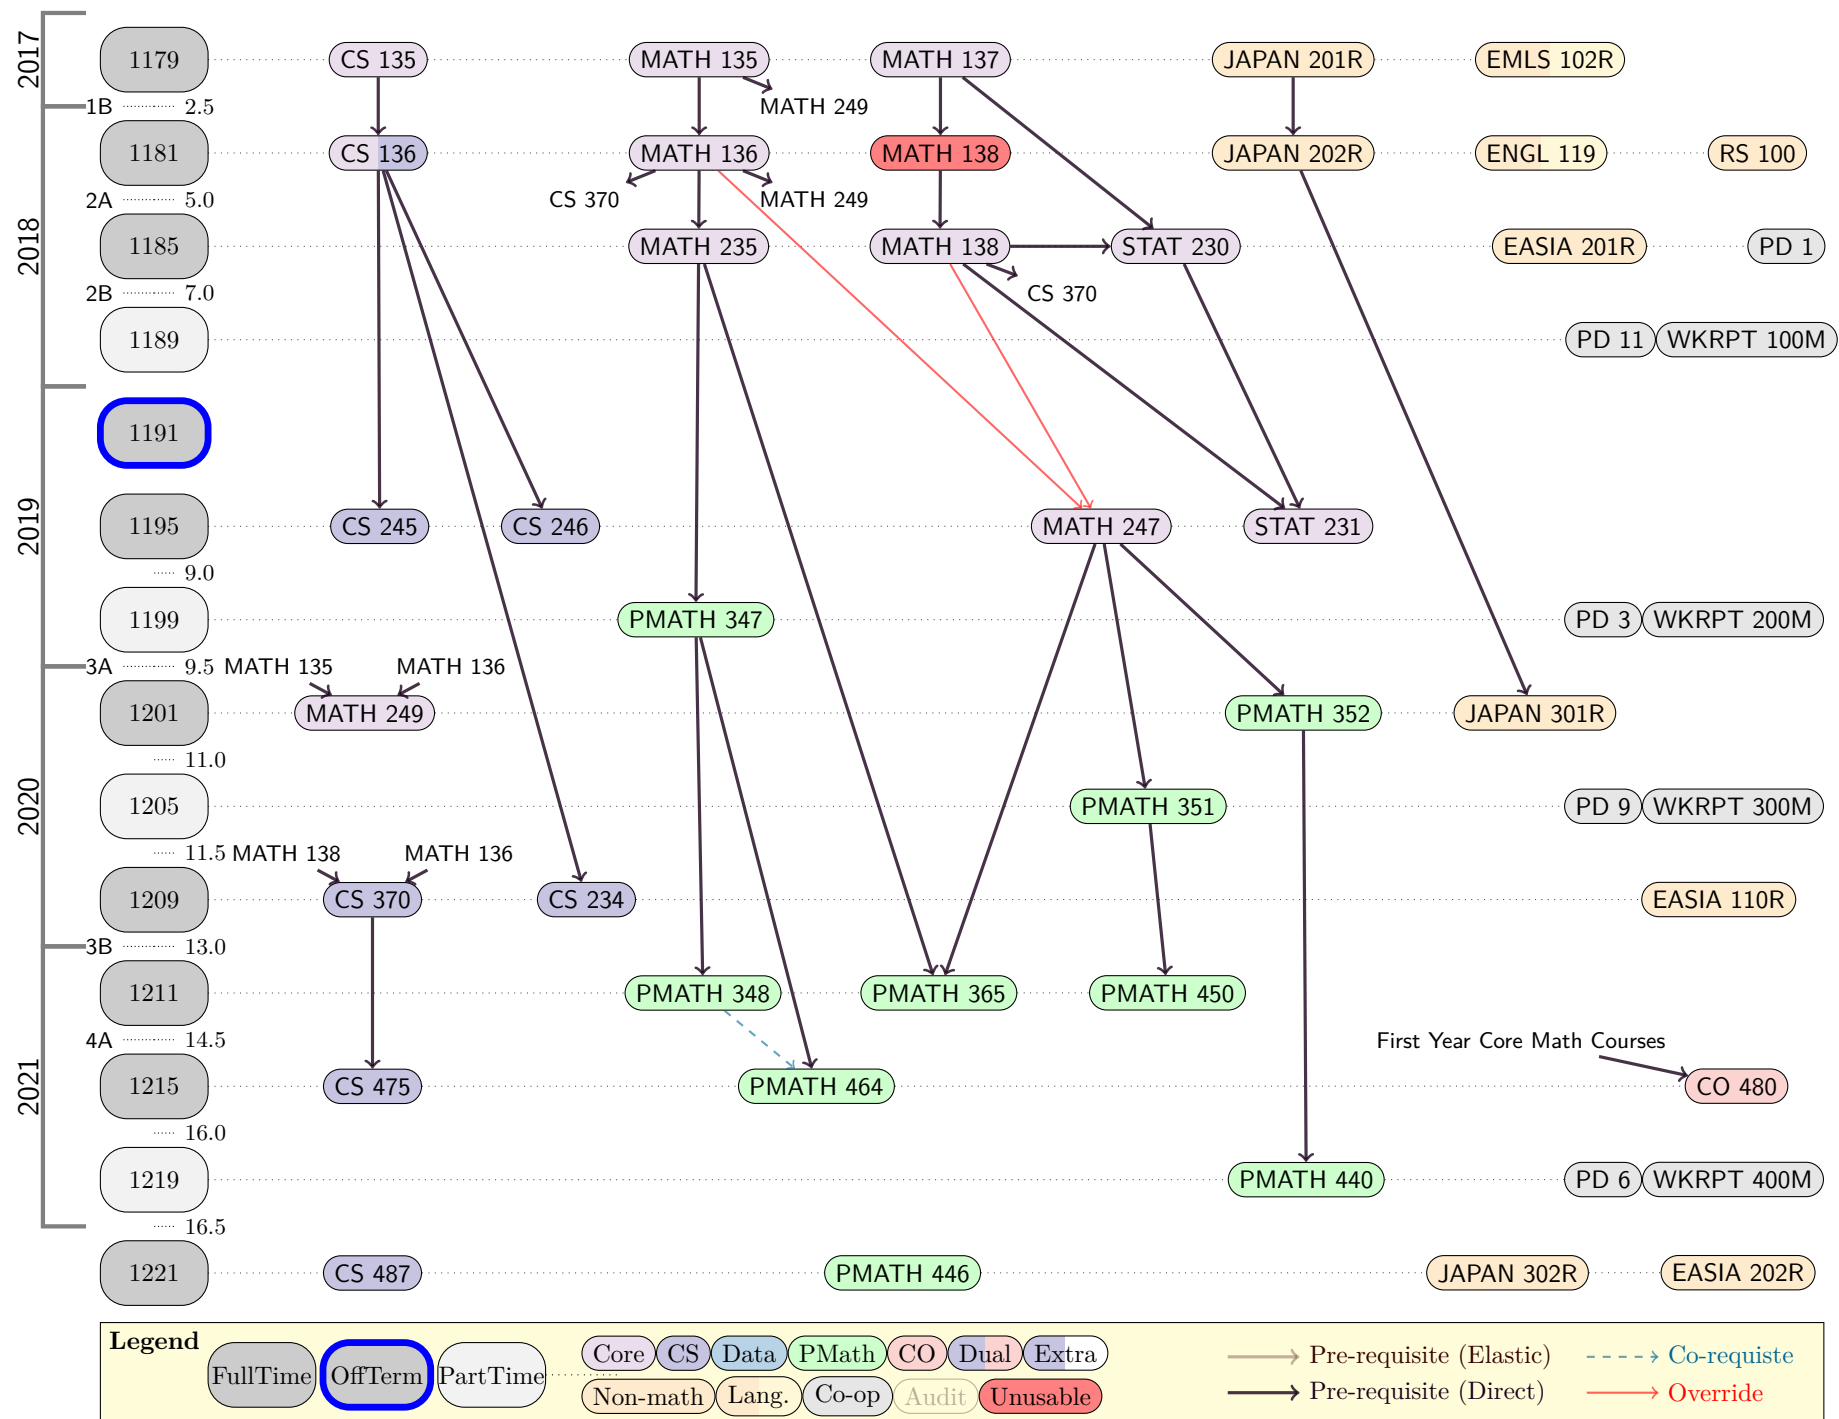 2017
1179 CS 135 MATH 135 MATH 137 JAPAN 201R EMLS 102R
1B 2.5 MATH 249
1181 CS 136 MATH 136 MATH 138 JAPAN 202R ENGL 119 RS 100
2A 5.0 CS 370 MATH 249
2018
1185 MATH 235 MATH 138 STAT 230 EASIA 201R PD 1
2B 7.0 CS 370
1189 PD 11 WKRPT 100M
1191
2019
1195 CS 245 CS 246 MATH 247 STAT 231
9.0
1199 PMATH 347 PD 3 WKRPT 200M
3A 9.5 MATH 135 MATH 136
1201 MATH 249 PMATH 352 JAPAN 301R
11.0
2020
1205 PMATH 351 PD 9 WKRPT 300M
11.5 MATH 138 MATH 136
1209 CS 370 CS 234 EASIA 110R
3B 13.0
1211 PMATH 348 PMATH 365 PMATH 450
4A 14.5 First Year Core Math Courses
2021
1215 CS 475 PMATH 464 CO 480
16.0
1219 PMATH 440 PD 6 WKRPT 400M
16.5
1221 CS 487 PMATH 446 JAPAN 302R EASIA 202R
Legend
FullTime OffTerm PartTime
Core CS Data PMath CO Dual Extra
Non-math Lang. Co-op Audit Unusable
Pre-requisite (Elastic) Co-requiste
Pre-requisite (Direct) Override